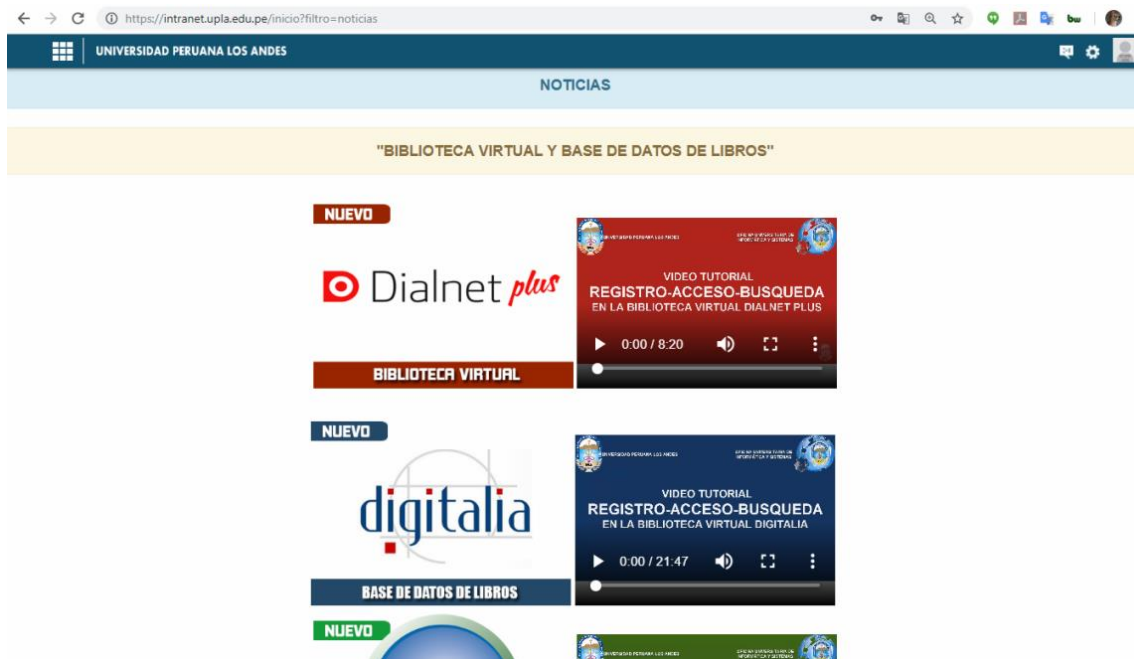 https://intranet.upla.edu.pe/inicio?filtro=noticias
bw
UNIVERSIDAD PERUANA LOS ANDES
NOTICIAS
"BIBLIOTECA VIRTUAL Y BASE DE DATOS DE LIBROS"
NUEVO
Dialnet plus
BIBLIOTECA VIRTUAL
UNIVERSIDAD PERUANA LOS ANDES
VIDEO TUTORIAL
REGISTRO-ACCESO-BUSQUEDA
EN LA BIBLIOTECA VIRTUAL DIALNET PLUS
0:00 / 8:20
NUEVO
digitalia
BASE DE DATOS DE LIBROS
UNIVERSIDAD PERUANA LOS ANDES
VIDEO TUTORIAL
REGISTRO-ACCESO-BUSQUEDA
EN LA BIBLIOTECA VIRTUAL DIGITALIA
0:00 / 21:47
NUEVO
UNIVERSIDAD PERUANA LOS ANDES